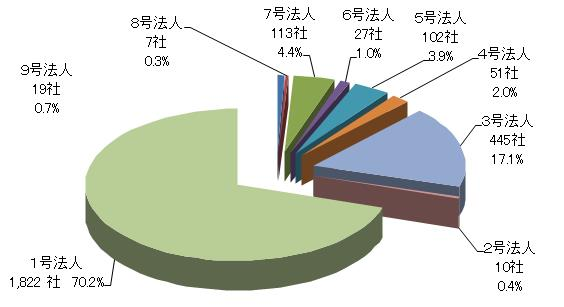 8号法人
7社
0.3%
7号法人
113社
4.4%
6号法人
27社
1.0%
5号法人
102社
3.9%
4号法人
51社
2.0%
9号法人
19社
0.7%
3号法人
445社
17.1%
2号法人
10社
0.4%
1号法人
1,822 社 70.2%